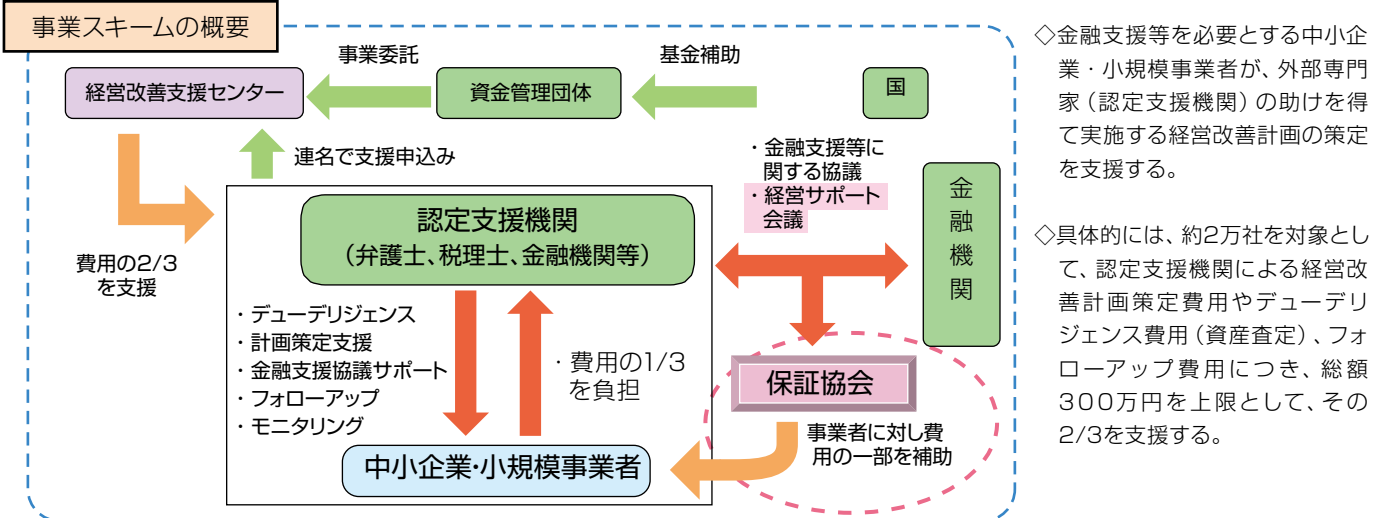 事業スキームの概要
事業委託
基金補助
経営改善支援センター
資金管理団体
国
連名で支援申込み
・金融支援等に
関する協議
・経営サポート
会議
金融機関
認定支援機関
（弁護士、税理士、金融機関等）
費用の2/3
を支援
・デューデリジェンス
・計画策定支援
・金融支援協議サポート
・フォローアップ
・モニタリング
・費用の1/3
を負担
保証協会
事業者に対し費
用の一部を補助
中小企業・小規模事業者
◇金融支援等を必要とする中小企
業・小規模事業者が、外部専門
家（認定支援機関）の助けを得
て実施する経営改善計画の策定
を支援する。
◇具体的には、約2万社を対象とし
て、認定支援機関による経営改
善計画策定費用やデューデリ
ジェンス費用（資産査定）、フォ
ローアップ費用につき、総額
300万円を上限として、その
2/3を支援する。